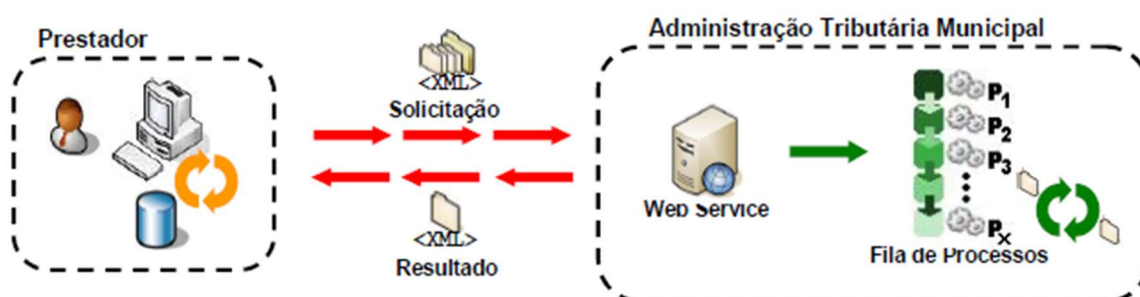 Prestador
<XML>
Solicitação
<XML>
Resultado
Administração Tributária Municipal
Web Service
P1
P2
P3
Px
Fila de Processos